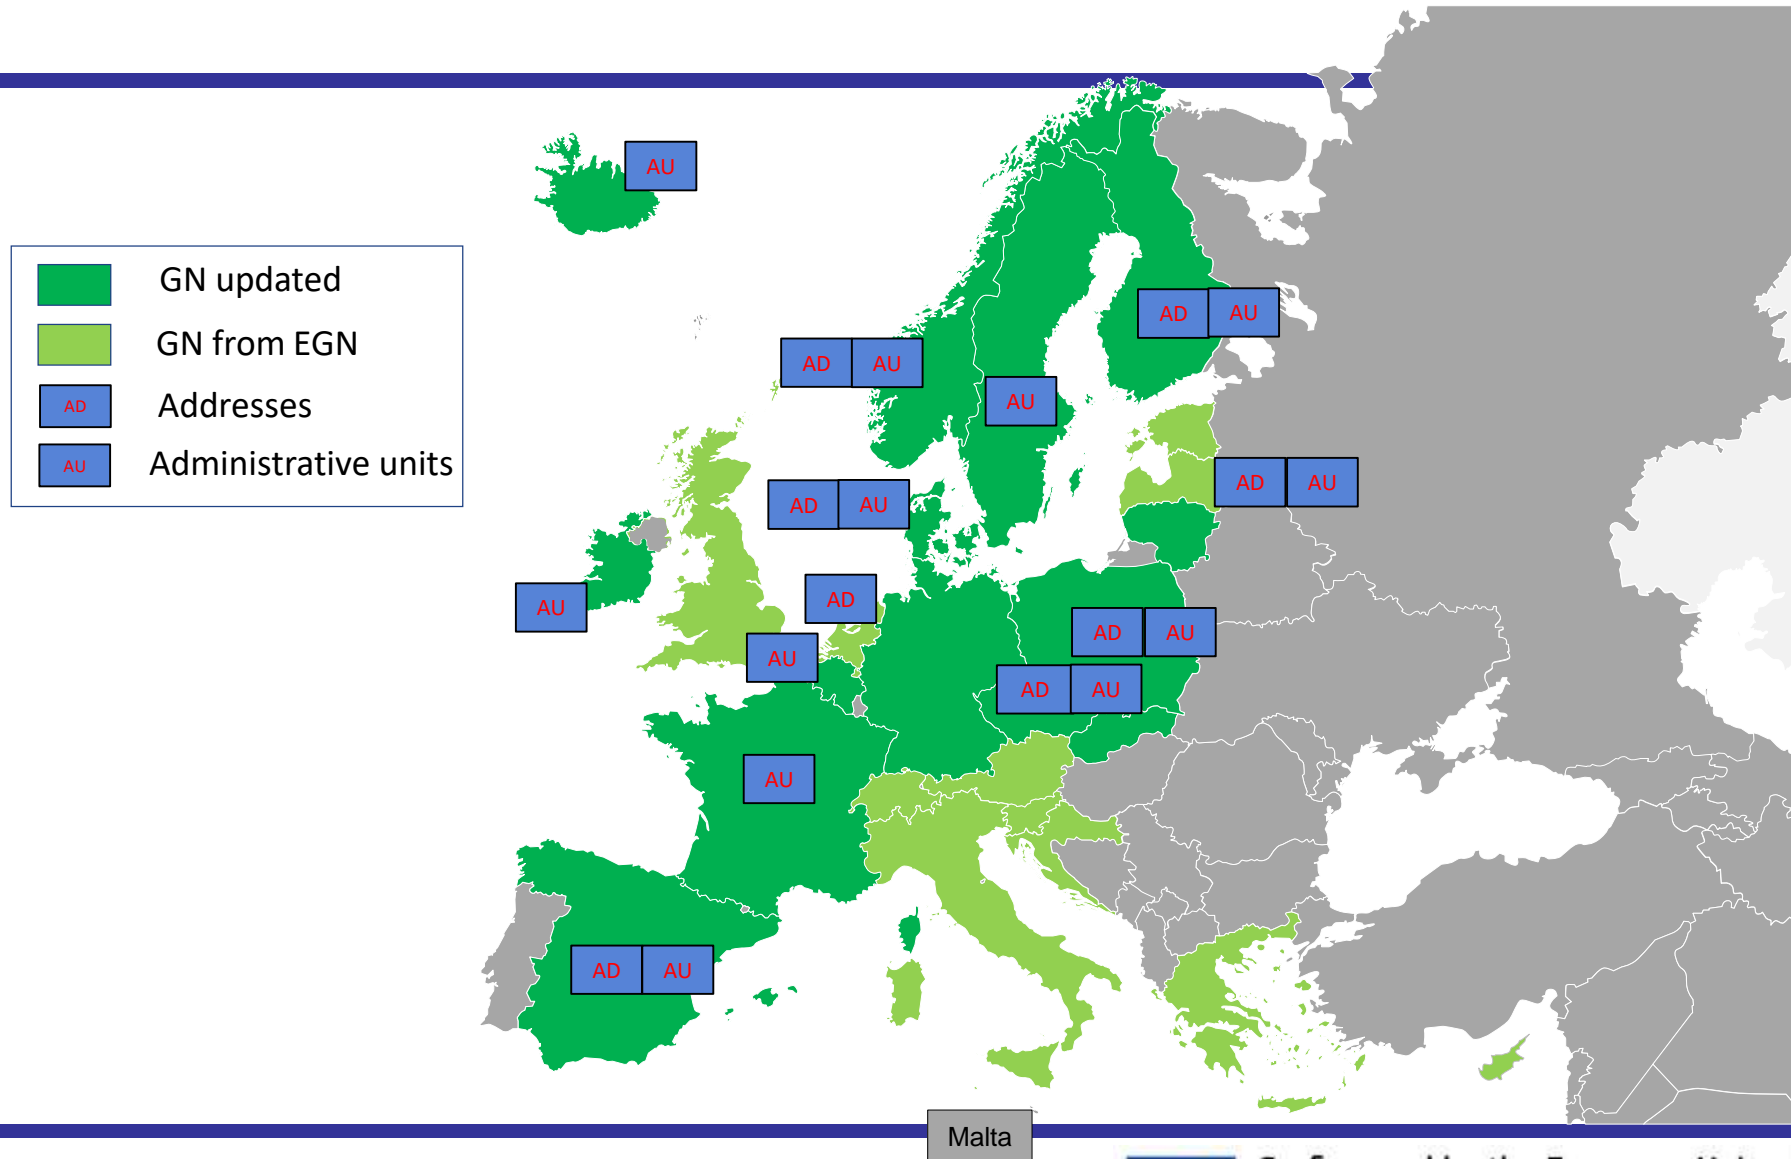 AU
GN updated
GN from EGN
AD Addresses
AU Administrative units
AD AU
AD AU
AU
AD AU
AD AU
AD
AU
AD AU
AU
AD AU
AU
AD AU
Malta